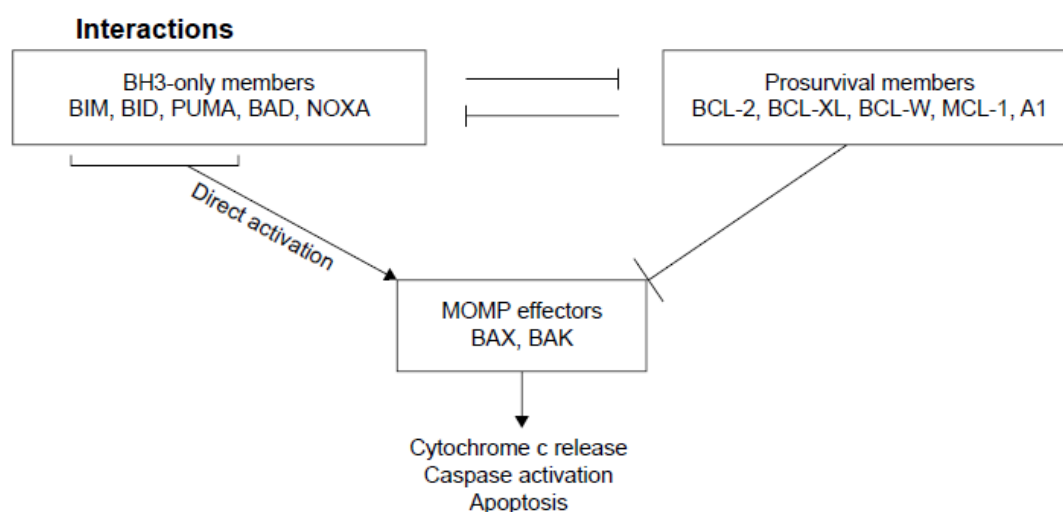 Interactions
BH3-only members
BIM, BID, PUMA, BAD, NOXA
Prosurvival members
BCL-2, BCL-XL, BCL-W, MCL-1, A1
Direct activation
MOMP effectors
BAX, BAK
Cytochrome c release
Caspase activation
Apoptosis